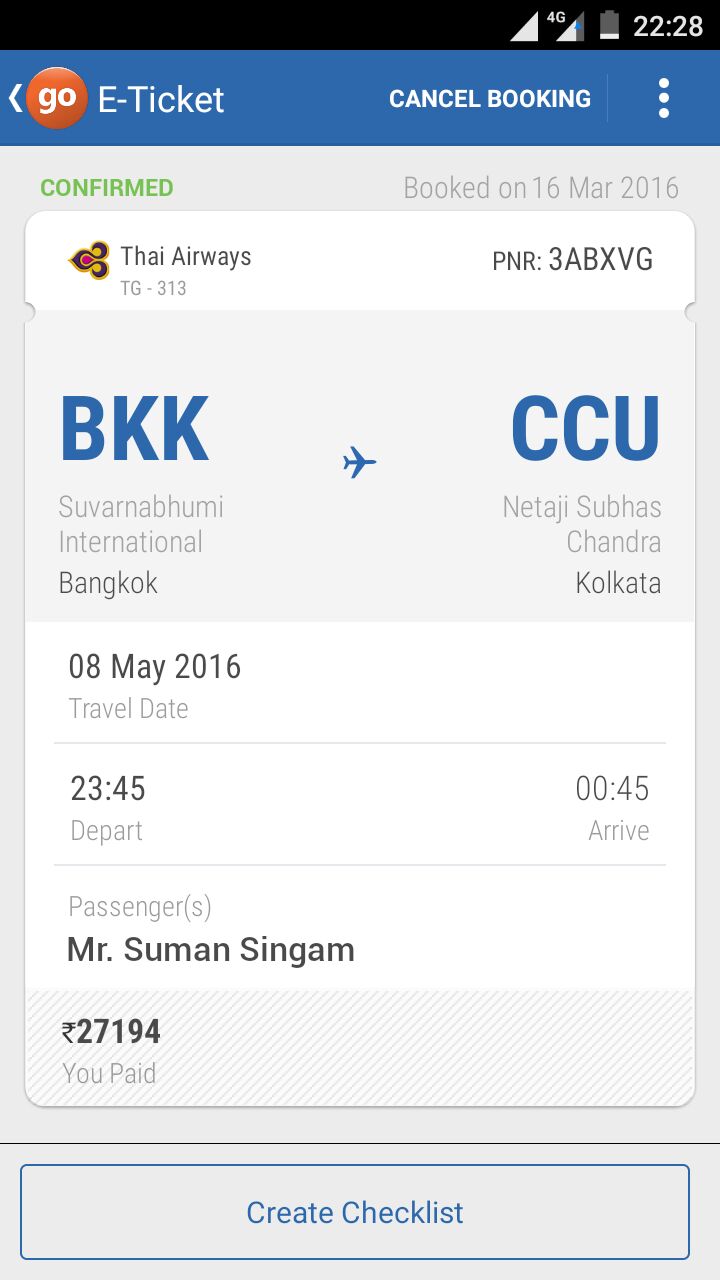 4G 22:28
go E-Ticket CANCEL BOOKING
CONFIRMED Booked on 16 Mar 2016
Thai Airways PNR: 3ABXVG
TG - 313
BKK CCU
Suvarnabhumi Netaji Subhas
International Chandra
Bangkok Kolkata
08 May 2016
Travel Date
23:45 00:45
Depart Arrive
Passenger(s)
Mr. Suman Singam
₹27194
You Paid
Create Checklist